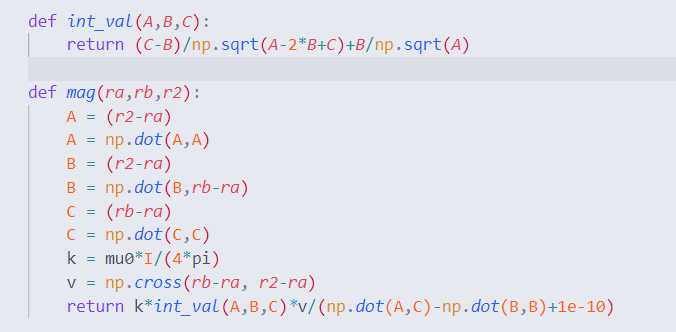 def int_val(A,B,C):
    return (C-B)/np.sqrt(A-2*B+C)+B/np.sqrt(A)

def mag(ra,rb,r2):
    A = (r2-ra)
    A = np.dot(A,A)
    B = (r2-ra)
    B = np.dot(B,rb-ra)
    C = (rb-ra)
    C = np.dot(C,C)
    k = mu0*I/(4*pi)
    v = np.cross(rb-ra, r2-ra)
    return k*int_val(A,B,C)*v/(np.dot(A,C)-np.dot(B,B)+1e-10)